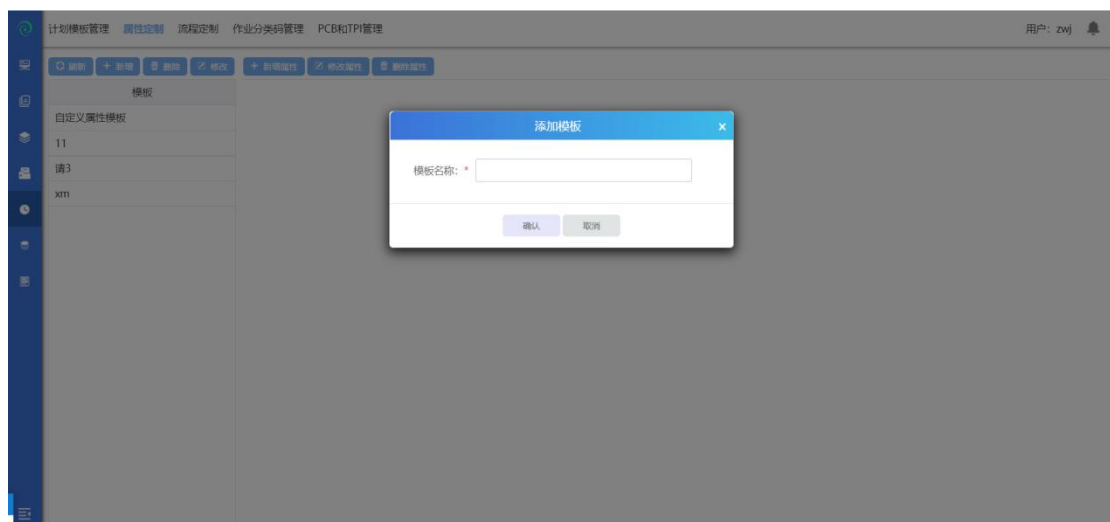 计划模板管理 属性定制 流程定制 作业分类码管理 PCB和TPI管理 用户：zwj
刷新 新增 删除 修改 新增属性 修改属性 删除属性
模板
自定义属性模板
11
请3
xm
添加模板 ×
模板名称： *
确认 取消